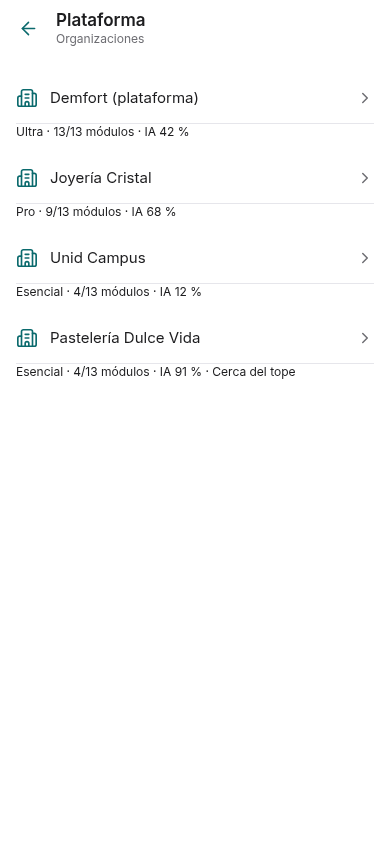 Plataforma
Organizaciones
Demfort (plataforma)
Ultra · 13/13 módulos · IA 42 %
Joyería Cristal
Pro · 9/13 módulos · IA 68 %
Unid Campus
Esencial · 4/13 módulos · IA 12 %
Pastelería Dulce Vida
Esencial · 4/13 módulos · IA 91 % · Cerca del tope